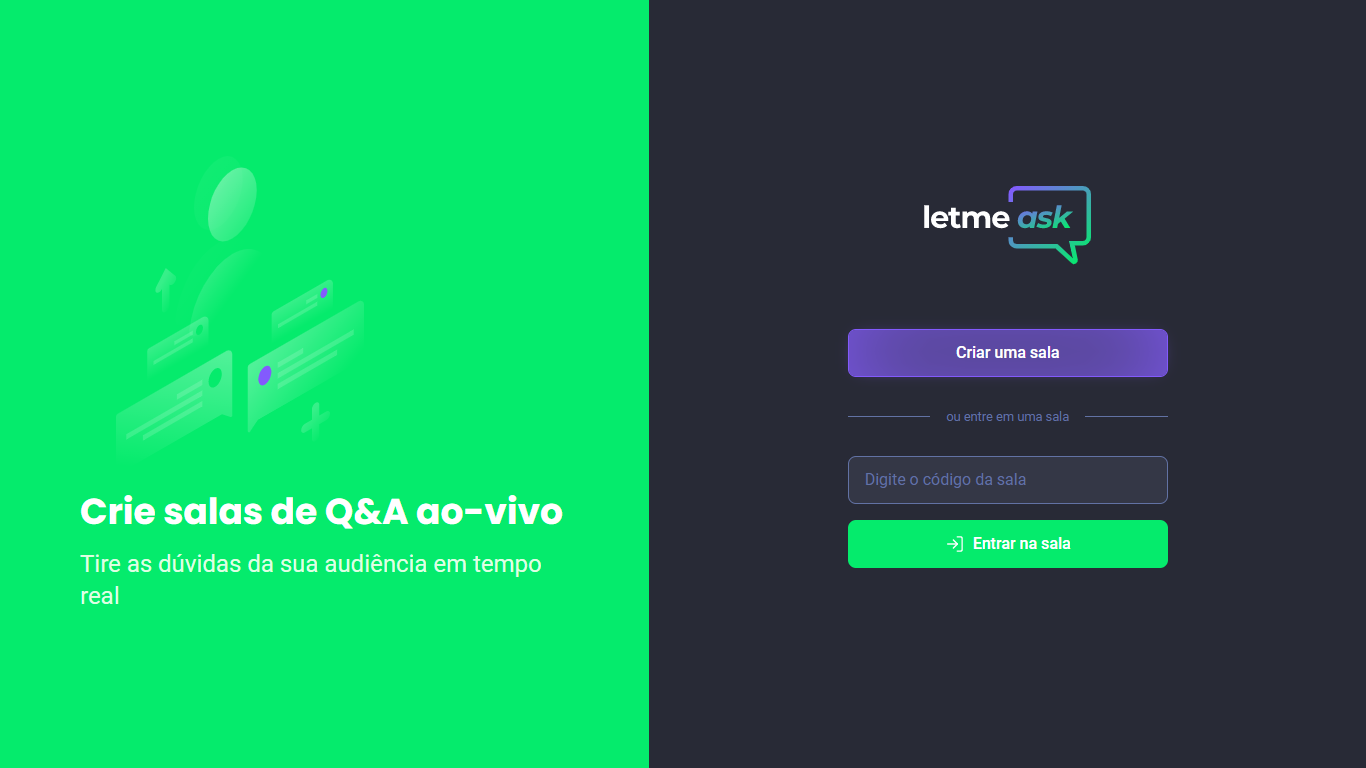 Crie salas de Q&A ao-vivo
Tire as dúvidas da sua audiência em tempo
real
letmeask
Criar uma sala
ou entre em uma sala
Digite o código da sala
Entrar na sala